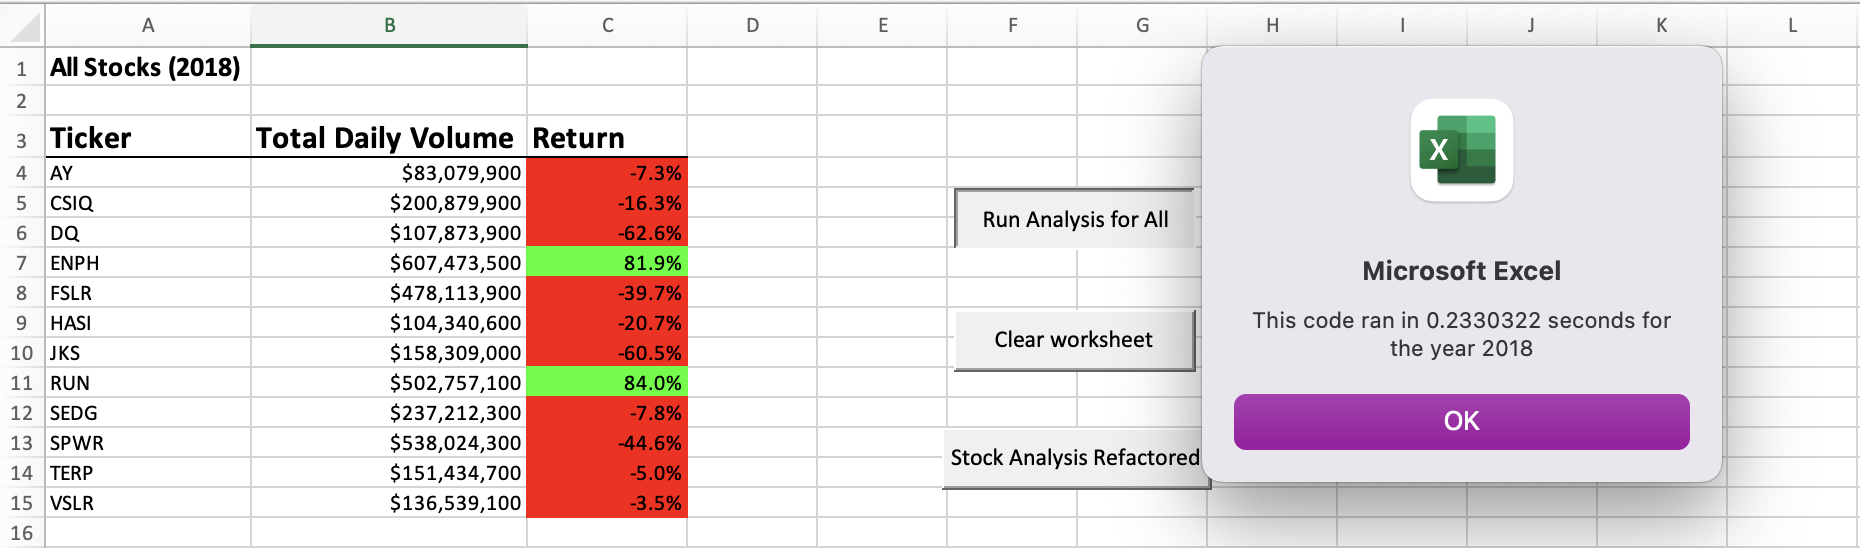 A B C D E F G H I J K L
1 All Stocks (2018)
2
3 Ticker Total Daily Volume Return
4 AY $83,079,900 -7.3%
5 CSIQ $200,879,900 -16.3%
6 DQ $107,873,900 -62.6%
7 ENPH $607,473,500 81.9%
8 FSLR $478,113,900 -39.7%
9 HASI $104,340,600 -20.7%
10 JKS $158,309,000 -60.5%
11 RUN $502,757,100 84.0%
12 SEDG $237,212,300 -7.8%
13 SPWR $538,024,300 -44.6%
14 TERP $151,434,700 -5.0%
15 VSLR $136,539,100 -3.5%
16
Run Analysis for All
Clear worksheet
Stock Analysis Refactored
X
Microsoft Excel
This code ran in 0.2330322 seconds for
the year 2018
OK